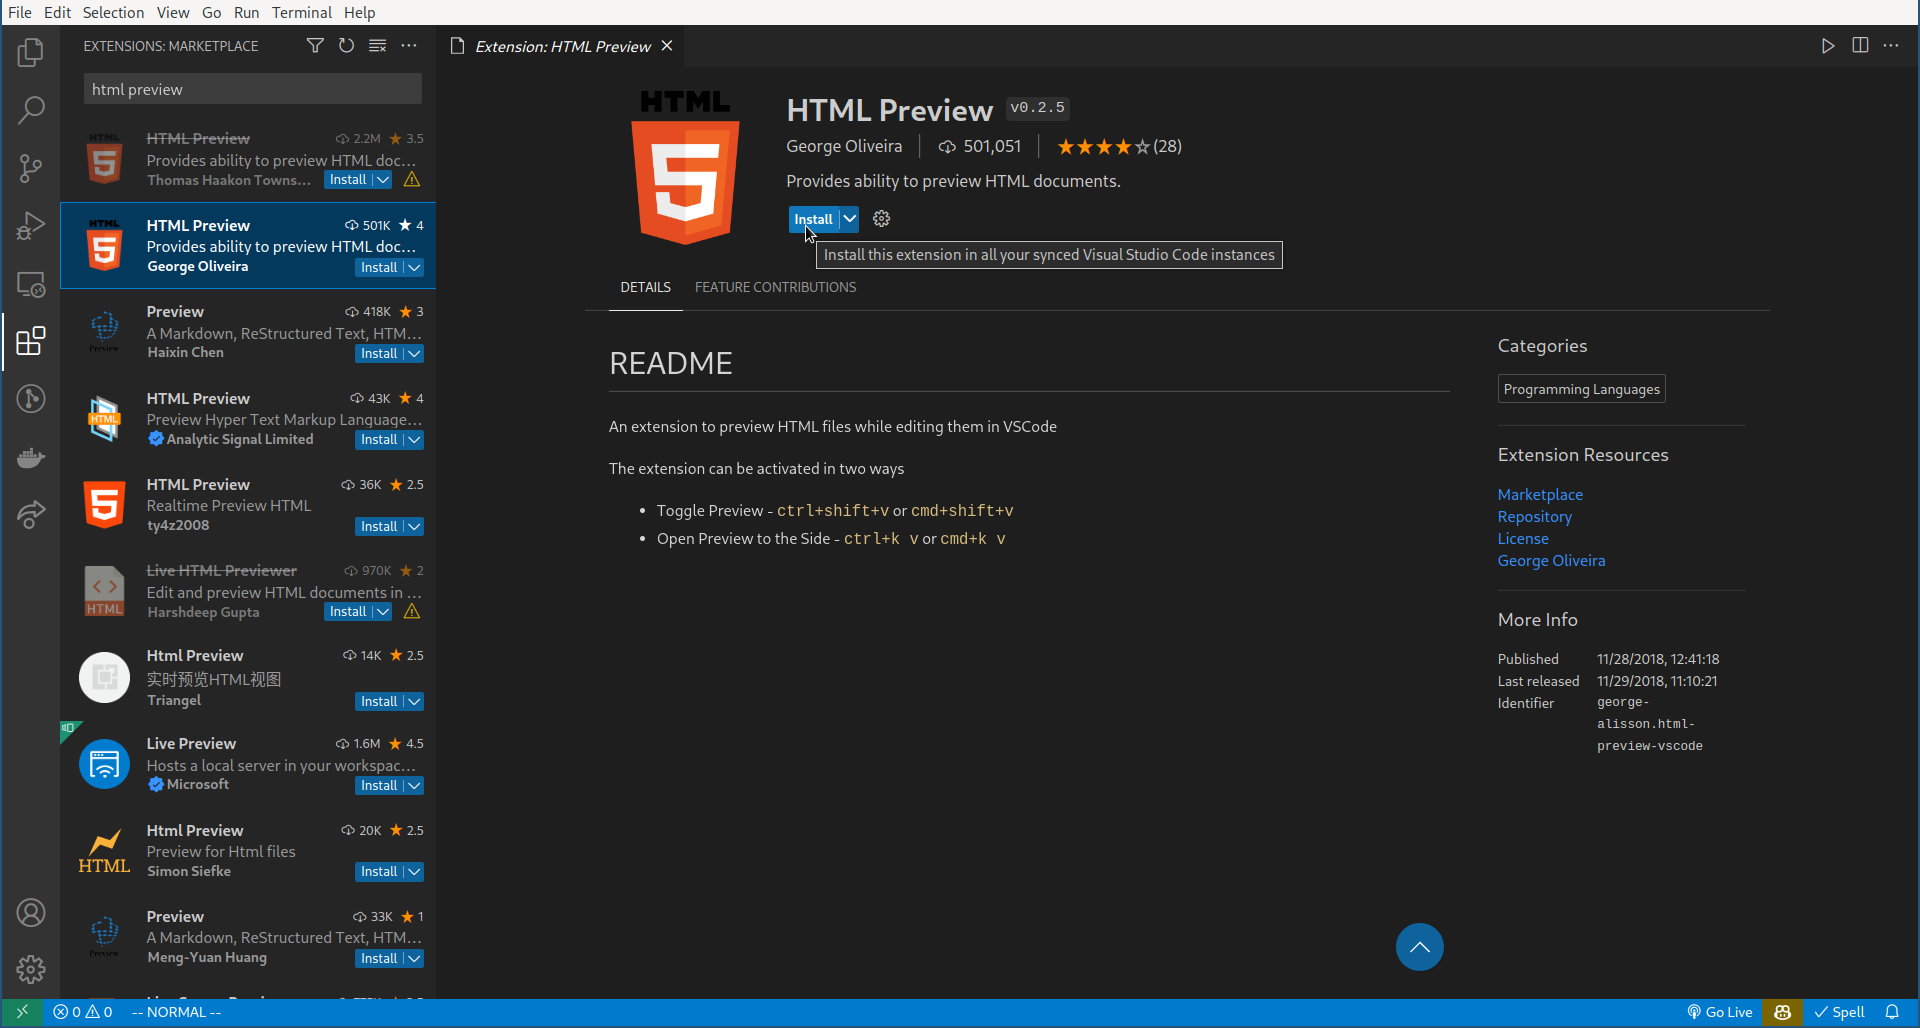 File Edit Selection View Go Run Terminal Help
EXTENSIONS: MARKETPLACE
html preview
HTML
HTML Preview 2.2M 3.5
Provides ability to preview HTML doc...
Thomas Haakon Towns... Install
HTML
HTML Preview 501K 4
Provides ability to preview HTML doc...
George Oliveira Install
Preview 418K 3
A Markdown, ReStructured Text, HTM...
Preview
Haixin Chen Install
HTML Preview 43K 4
HTML
Preview Hyper Text Markup Language...
Analytic Signal Limited Install
HTML Preview 36K 2.5
Realtime Preview HTML
ty4z2008 Install
Live HTML Previewer 970K 2
Edit and preview HTML documents in ...
HTML
Harshdeep Gupta Install
Html Preview 14K 2.5
实时预览HTML视图
Triangel Install
Live Preview 1.6M 4.5
Hosts a local server in your workspac...
Microsoft Install
Html Preview 20K 2.5
Preview for Html files
HTML
Simon Siefke Install
Preview 33K 1
A Markdown, ReStructured Text, HTM...
Preview
Meng-Yuan Huang Install
Extension: HTML Preview
HTML
5
HTML Preview v0.2.5
George Oliveira 501,051 (28)
Provides ability to preview HTML documents.
Install
Install this extension in all your synced Visual Studio Code instances
DETAILS FEATURE CONTRIBUTIONS
README
An extension to preview HTML files while editing them in VSCode
The extension can be activated in two ways
• Toggle Preview - ctrl+shift+v or cmd+shift+v
• Open Preview to the Side - ctrl+k v or cmd+k v
Categories
Programming Languages
Extension Resources
Marketplace
Repository
License
George Oliveira
More Info
Published 11/28/2018, 12:41:18
Last released 11/29/2018, 11:10:21
Identifier george-
alisson.html-
preview-vscode
0 0 -- NORMAL -- Go Live Spell